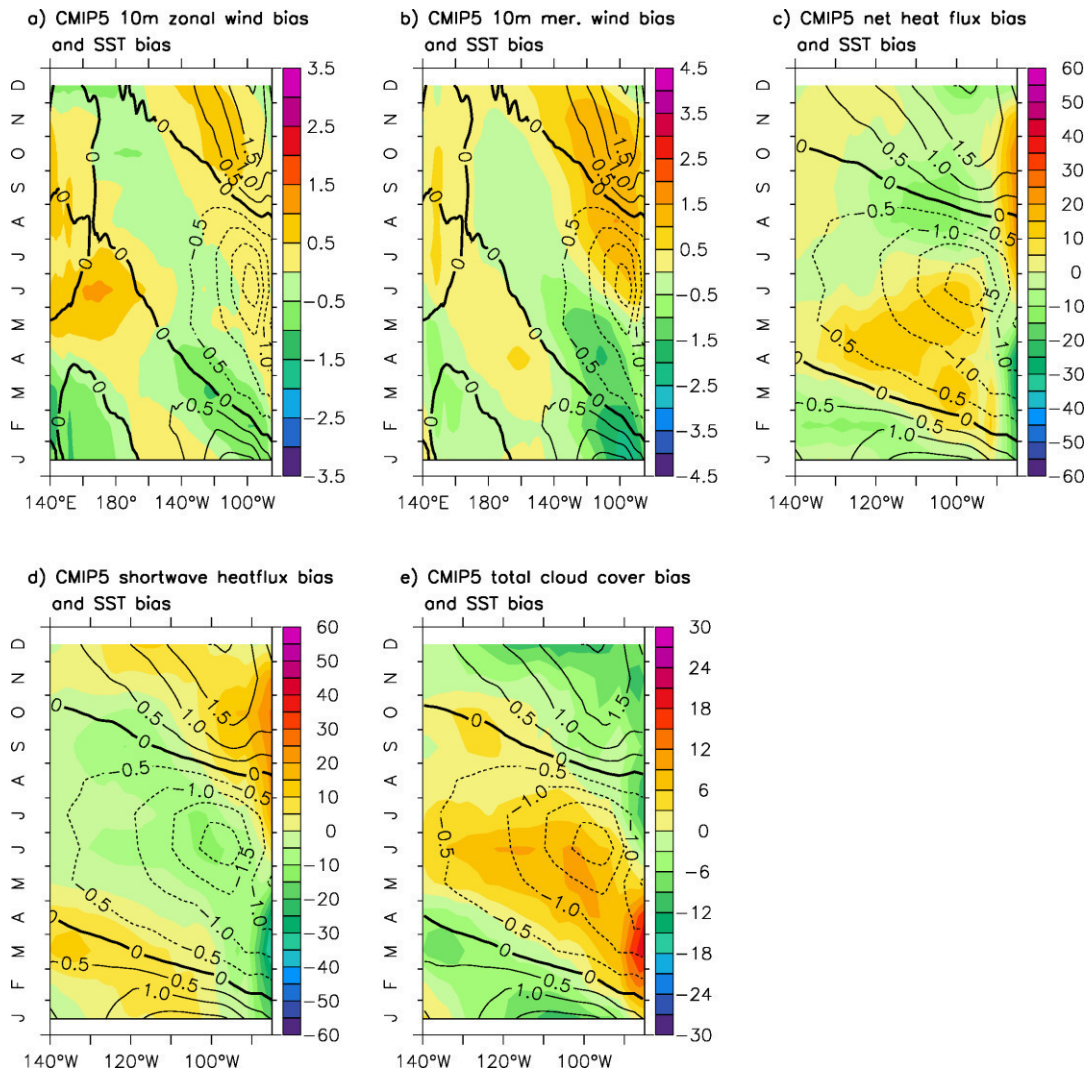 a) CMIP5 10m zonal wind bias
and SST bias
b) CMIP5 10m mer. wind bias
and SST bias
c) CMIP5 net heat flux bias
and SST bias
D
N
O
S
A
J
J
M
A
M
F
J
140°E 180° 140°W 100°W
3.5
2.5
1.5
0.5
−0.5
−1.5
−2.5
−3.5
D
N
O
S
A
J
J
M
A
M
F
J
140°E 180° 140°W 100°W
4.5
3.5
2.5
1.5
0.5
−0.5
−1.5
−2.5
−3.5
−4.5
D
N
O
S
A
J
J
M
A
M
F
J
140°W 120°W 100°W
60
50
40
30
20
10
0
−10
−20
−30
−40
−50
−60
d) CMIP5 shortwave heatflux bias
and SST bias
e) CMIP5 total cloud cover bias
and SST bias
D
N
O
S
A
J
J
M
A
M
F
J
140°W 120°W 100°W
60
50
40
30
20
10
0
−10
−20
−30
−40
−50
−60
D
N
O
S
A
J
J
M
A
M
F
J
140°W 120°W 100°W
30
24
18
12
6
0
−6
−12
−18
−24
−30